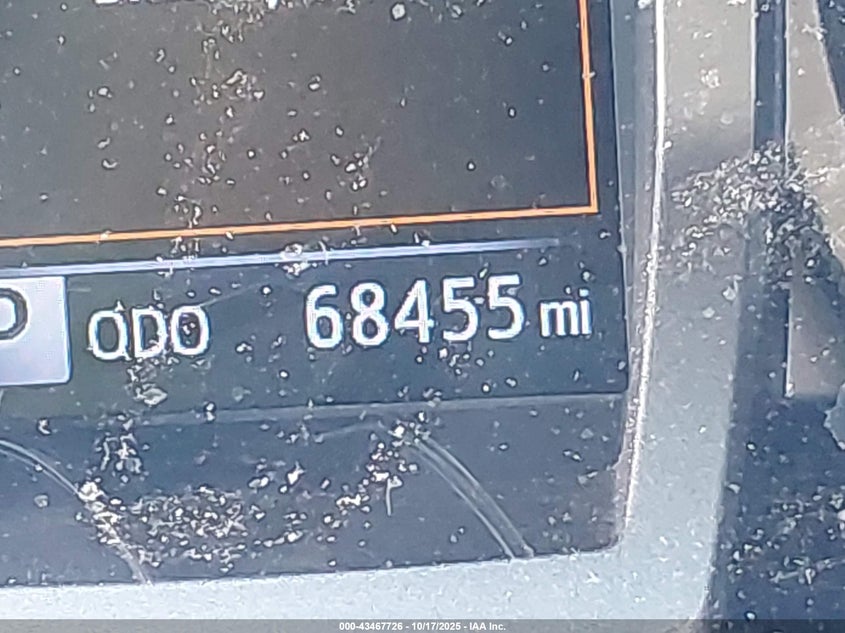 ODO 68455 mi
000-43467726 - 10/17/2025 - IAA Inc.